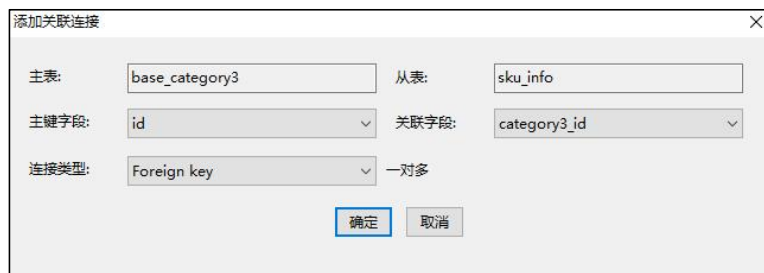 添加关联连接
主表: base_category3 从表: sku_info
主键字段: id 关联字段: category3_id
连接类型: Foreign key 一对多
确定 取消